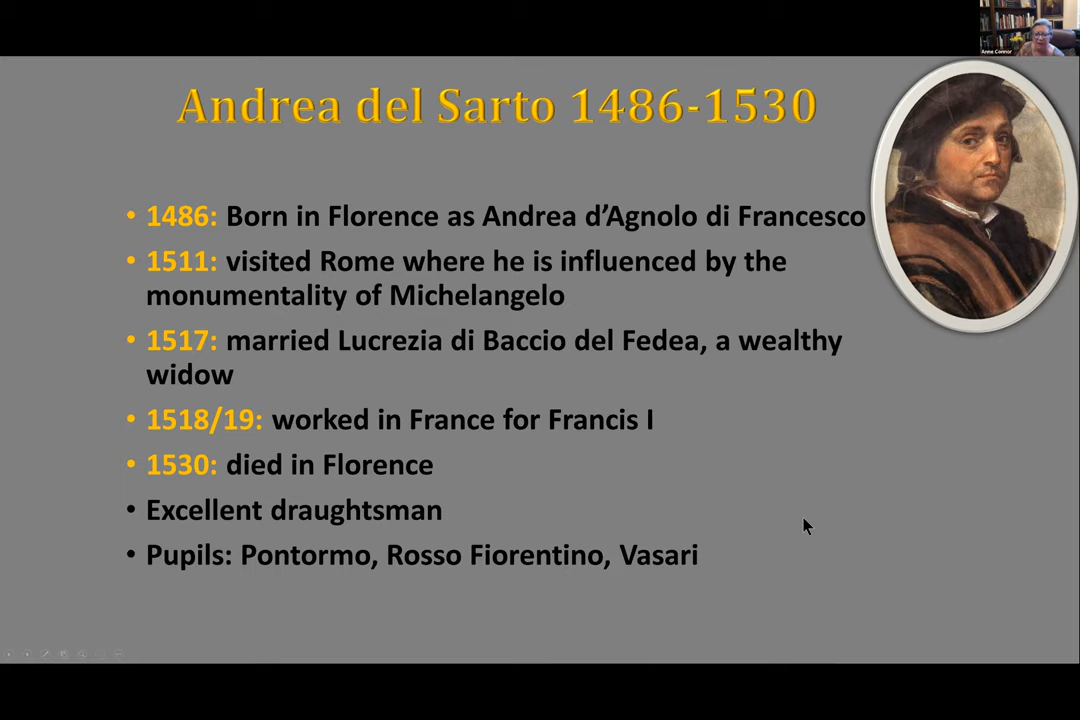 Anne Connor
Andrea del Sarto 1486-1530
• 1486: Born in Florence as Andrea d’Agnolo di Francesco
• 1511: visited Rome where he is influenced by the
monumentality of Michelangelo
• 1517: married Lucrezia di Baccio del Fedea, a wealthy
widow
• 1518/19: worked in France for Francis I
• 1530: died in Florence
• Excellent draughtsman
• Pupils: Pontormo, Rosso Fiorentino, Vasari